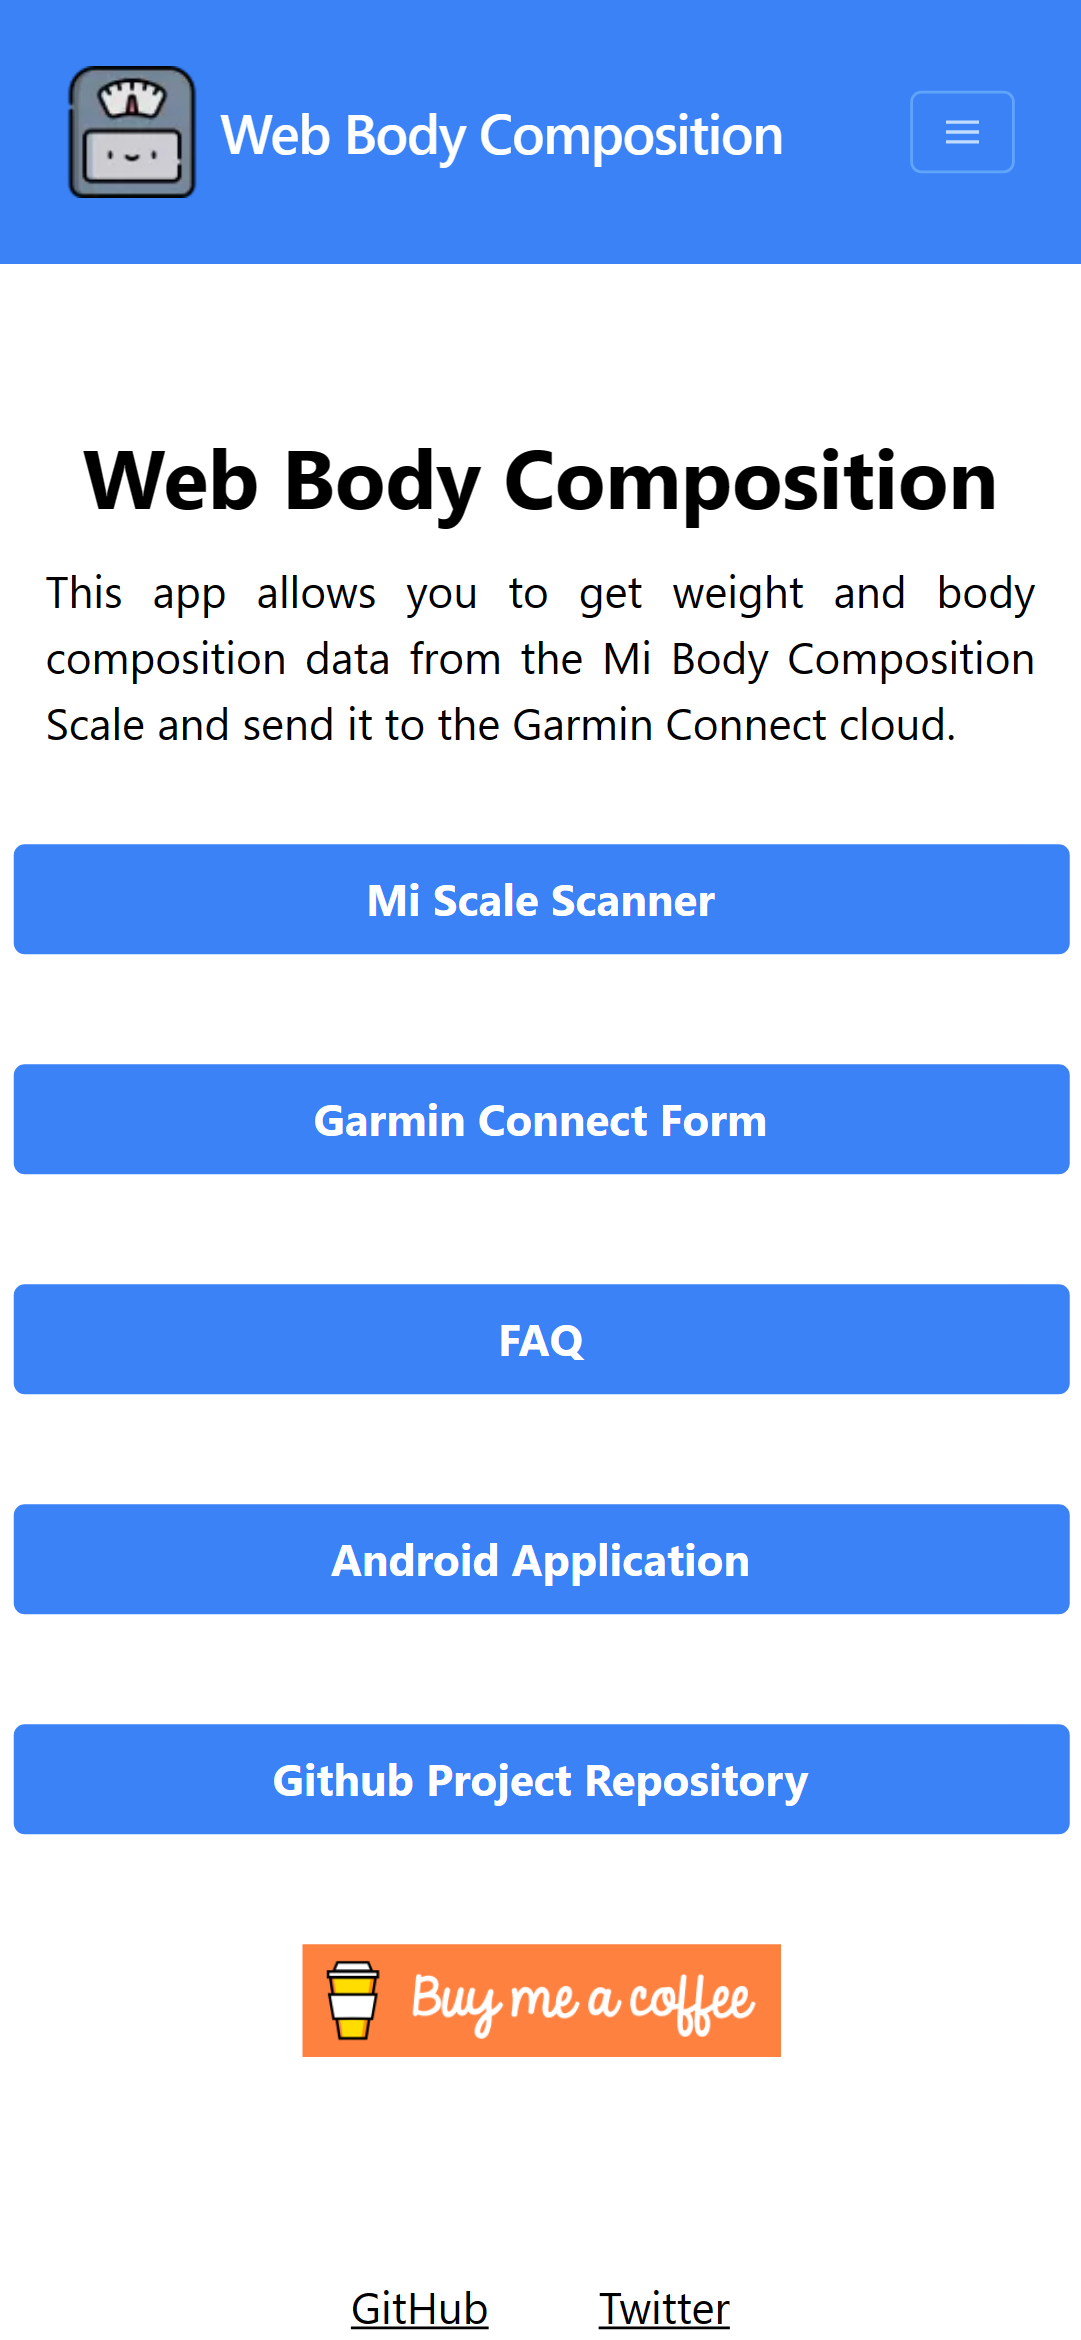 Web Body Composition
Web Body Composition
This app allows you to get weight and body
composition data from the Mi Body Composition
Scale and send it to the Garmin Connect cloud.
Mi Scale Scanner
Garmin Connect Form
FAQ
Android Application
Github Project Repository
Buy me a coffee
GitHub Twitter